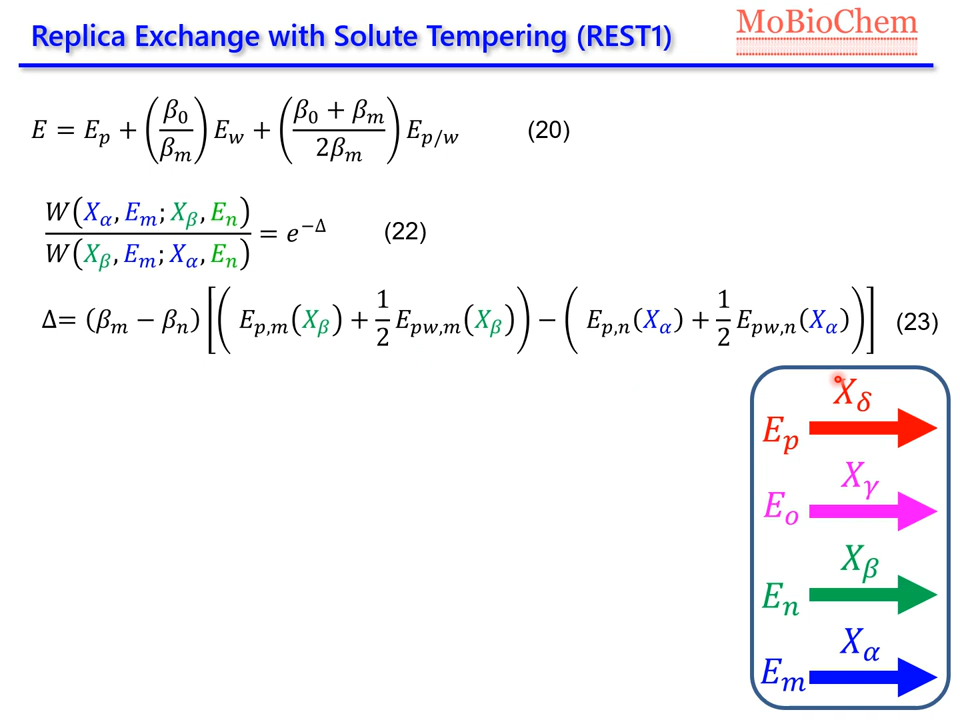 Replica Exchange with Solute Tempering (REST1)
MoBioChem
E = E_p + (β_0/β_m) E_w + ((β_0 + β_m)/(2β_m)) E_{p/w} (20)
W(X_α, E_m; X_β, E_n) / W(X_β, E_m; X_α, E_n) = e^{−Δ} (22)
Δ= (β_m − β_n) [(E_{p,m}(X_β) + 1/2 E_{pw,m}(X_β)) − (E_{p,n}(X_α) + 1/2 E_{pw,n}(X_α))] (23)
X_δ
E_p
X_γ
E_o
X_β
E_n
X_α
E_m